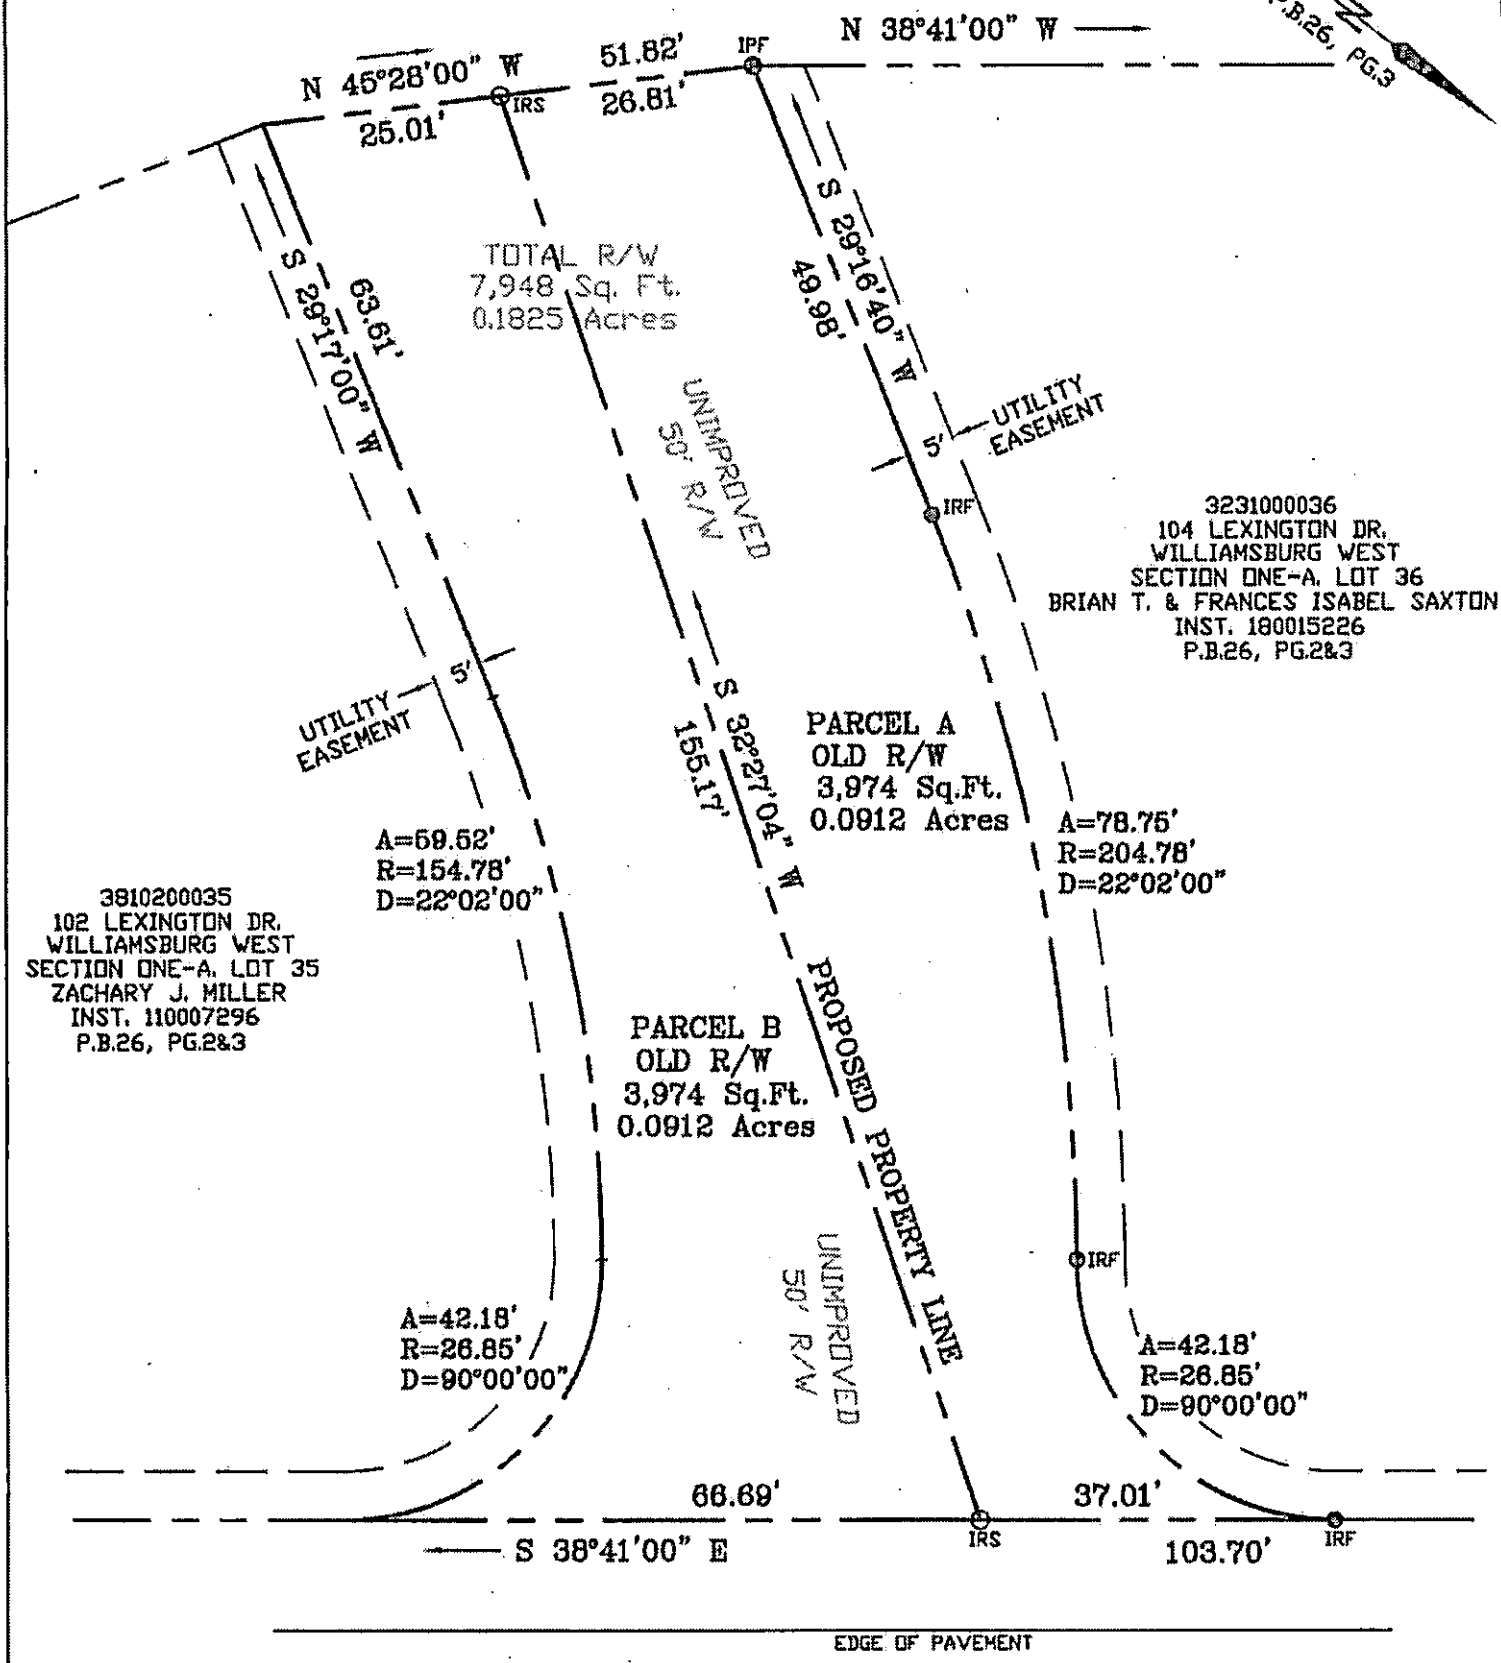 N
P.B.26, PG.3
N 38°41'00" W
N 45°28'00" W
51.82'
IPF
IRS
25.01'
26.81'
TOTAL R/W
7,948 Sq. Ft.
0.1825 Acres
S 29°17'00" W
63.61'
S 29°16'40" W
49.98'
UNIMPROVED
50' R/W
UTILITY
EASEMENT
5'
IRF
3231000036
104 LEXINGTON DR.
WILLIAMSBURG WEST
SECTION ONE-A, LOT 36
BRIAN T. & FRANCES ISABEL SAXTON
INST. 180015226
P.B.26, PG.2&3
5'
UTILITY
EASEMENT
S 32°27'04" W
155.17'
PARCEL A
OLD R/W
3,974 Sq.Ft.
0.0912 Acres
A=59.52'
R=154.78'
D=22°02'00"
A=78.75'
R=204.78'
D=22°02'00"
3810200035
102 LEXINGTON DR.
WILLIAMSBURG WEST
SECTION ONE-A, LOT 35
ZACHARY J. MILLER
INST. 110007296
P.B.26, PG.2&3
PARCEL B
OLD R/W
3,974 Sq.Ft.
0.0912 Acres
PROPOSED PROPERTY LINE
UNIMPROVED
50' R/W
IRF
A=42.18'
R=26.85'
D=90°00'00"
A=42.18'
R=26.85'
D=90°00'00"
66.69'
37.01'
S 38°41'00" E
IRS
103.70'
IRF
EDGE OF PAVEMENT